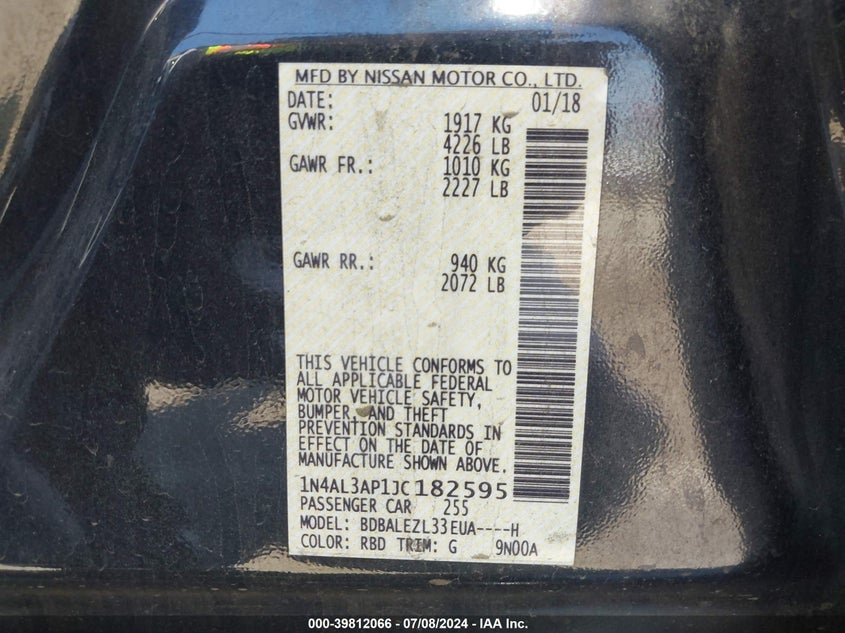 MFD BY NISSAN MOTOR CO., LTD.
DATE: 01/18
GVWR: 1917 KG
4226 LB
GAWR FR.: 1010 KG
2227 LB
GAWR RR.: 940 KG
2072 LB
THIS VEHICLE CONFORMS TO
ALL APPLICABLE FEDERAL
MOTOR VEHICLE SAFETY,
BUMPER, AND THEFT
PREVENTION STANDARDS IN
EFFECT ON THE DATE OF
MANUFACTURE SHOWN ABOVE.
1N4AL3AP1JC182595
PASSENGER CAR 255
MODEL: BDBALEZL33EUA----H
COLOR: RBD TRIM: G 9N00A
000-39812066 - 07/08/2024 - IAA Inc.